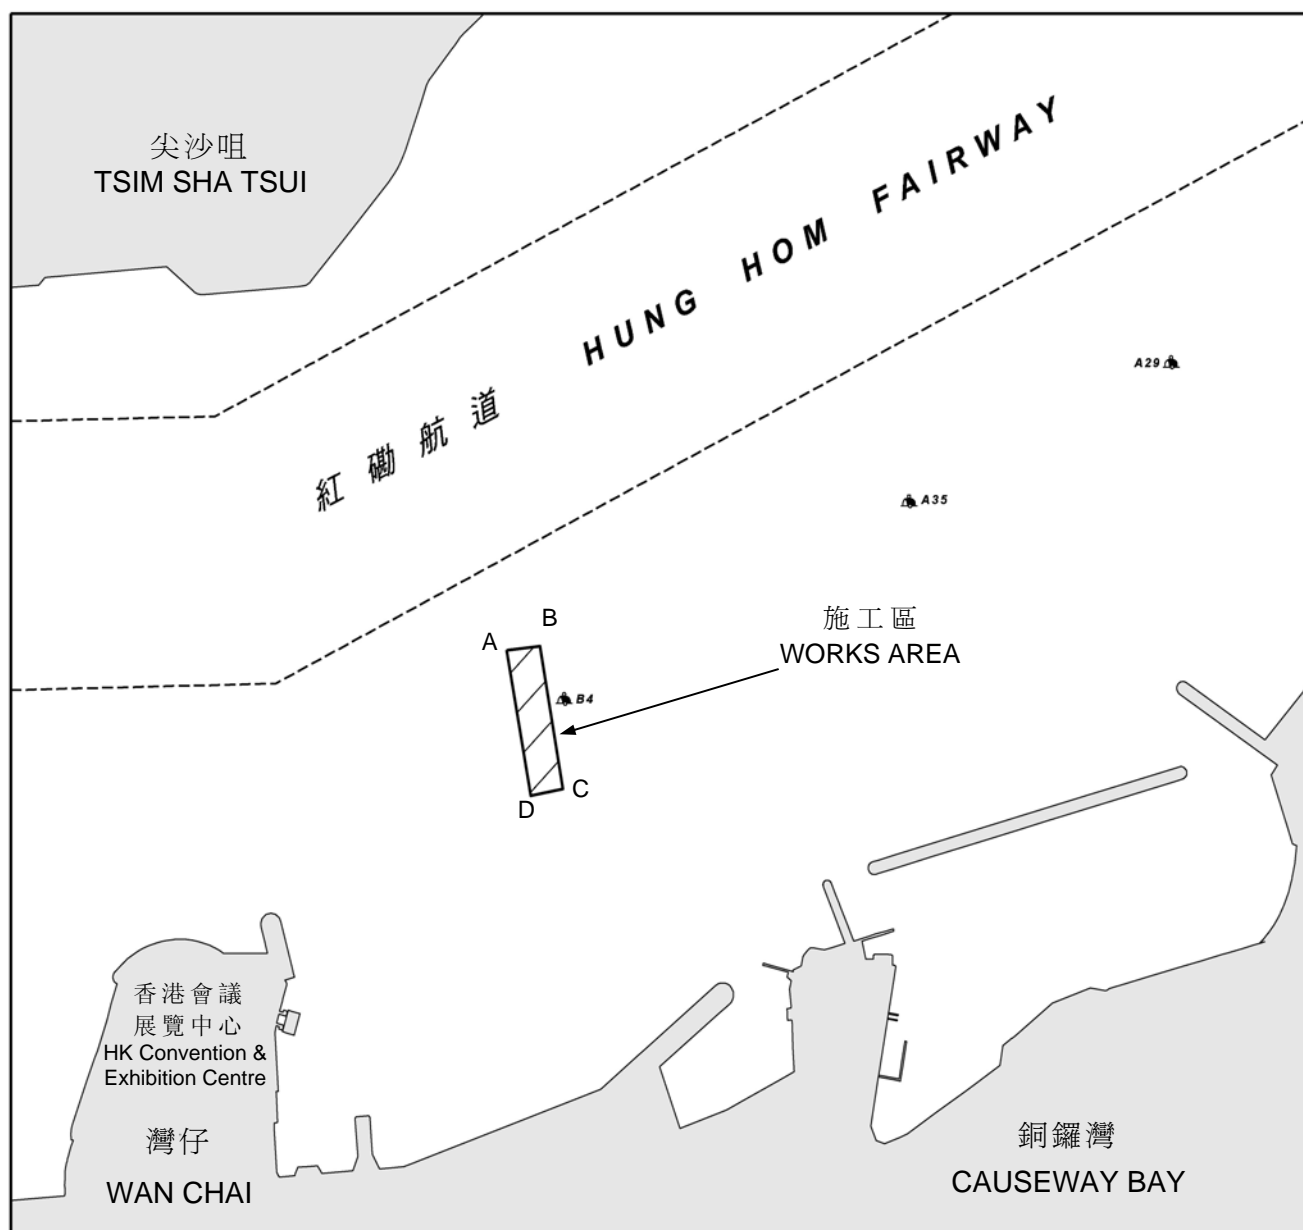 尖沙咀
TSIM SHA TSUI
HUNG HOM FAIRWAY
紅磡航道
A29
A35
施工區
WORKS AREA
A
B
B4
C
D
香港會議
展覽中心
HK Convention &
Exhibition Centre
灣仔
WAN CHAI
銅鑼灣
CAUSEWAY BAY